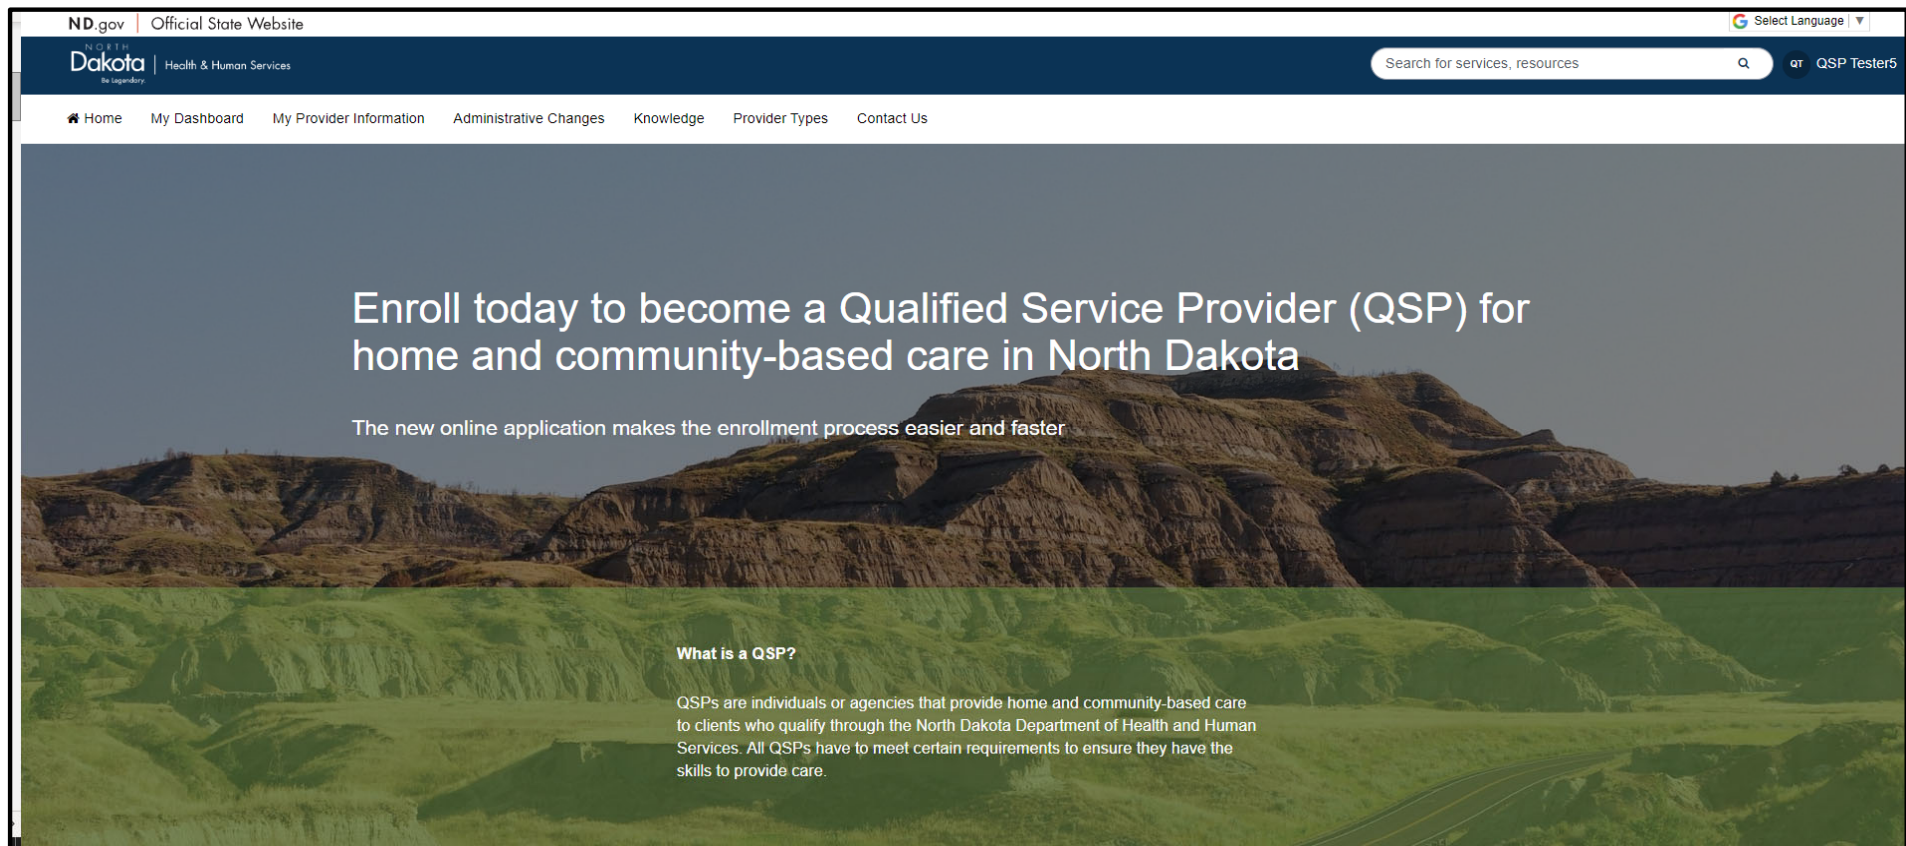 ND.gov | Official State Website
Select Language ▼
NORTH
Dakota | Health & Human Services
Be Legendary.
Search for services, resources
QT QSP Tester5
Home My Dashboard My Provider Information Administrative Changes Knowledge Provider Types Contact Us
Enroll today to become a Qualified Service Provider (QSP) for
home and community-based care in North Dakota
The new online application makes the enrollment process easier and faster
What is a QSP?
QSPs are individuals or agencies that provide home and community-based care
to clients who qualify through the North Dakota Department of Health and Human
Services. All QSPs have to meet certain requirements to ensure they have the
skills to provide care.